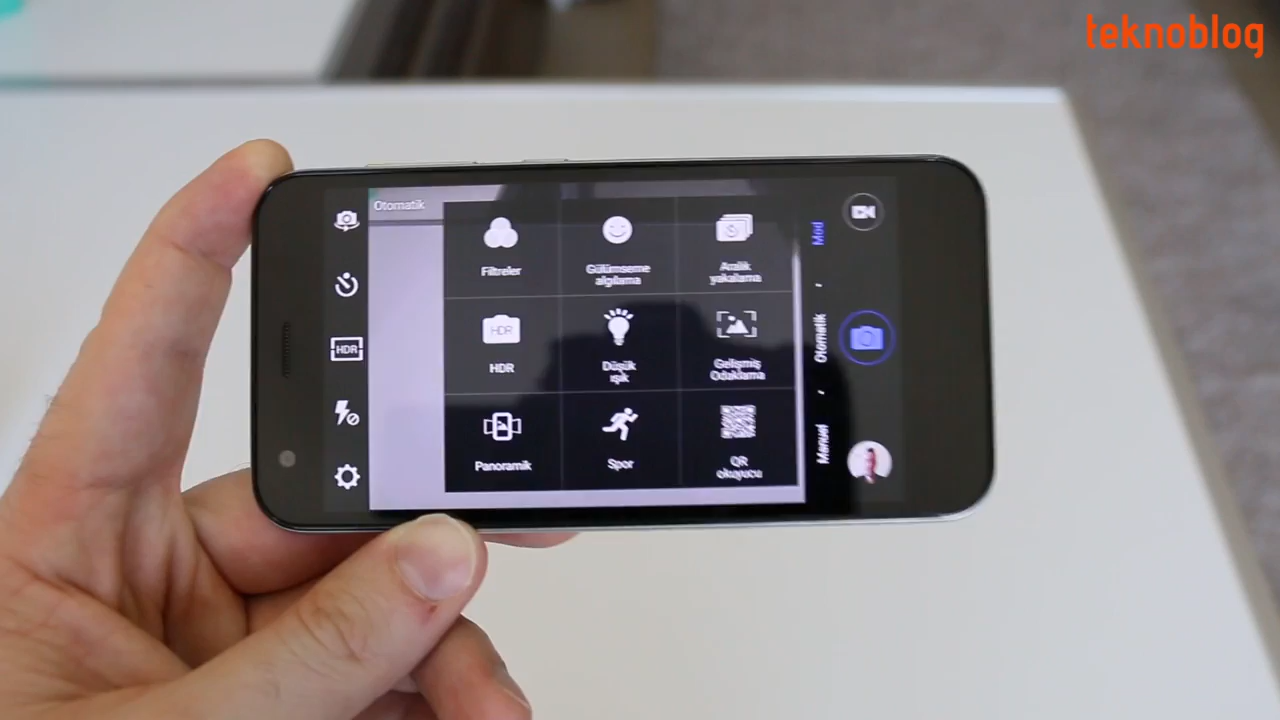 teknoblog
Otomatik
Filtreler
Gülümseme
algılama
Aralık
yakalama
HDR
HDR
HDR
Düşük
ışık
Gelişmiş
Odaklama
Panoramik
Spor
QR
okuyucu
Mod
Otomatik
Manuel